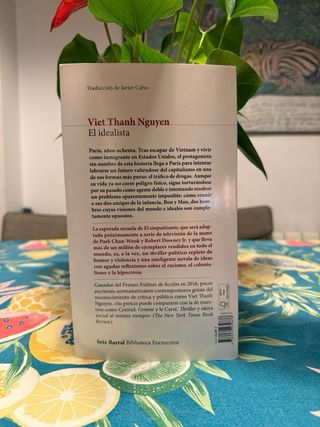 Traducción de Javier Calvo
Viet Thanh Nguyen
El idealista
París, años ochenta. Tras escapar de Vietnam y vivir
como inmigrante en Estados Unidos, el protagonista
sin nombre de esta historia llega a París para intentar
labrarse un futuro valiéndose del capitalismo en una
de sus formas más puras: el tráfico de drogas. Aunque
su vida ya no corre peligro físico, sigue torturándose
por su pasado como agente doble e intentando resolver
un problema aparentemente imposible: ¿cómo reunir
a sus dos amigos de la infancia, Bon y Man, dos hom-
bres cuyas visiones del mundo e ideales son comple-
tamente opuestos.
La esperada secuela de El simpatizante, que será adap-
tada próximamente a serie de televisión de la mano
de Park Chan-Wook y Robert Downey Jr. y que lleva
más de un millón de ejemplares vendidos en todo el
mundo, es, a la vez, un thriller político repleto de
humor y violencia y una inteligente novela de ideas
con agudas reflexiones sobre el racismo, el colonia-
lismo y la hipocresía.
Ganador del Premio Pulitzer de ficción en 2016, pocos
escritores norteamericanos contemporáneos gozan del
reconocimiento de crítica y público como Viet Thanh
Nguyen. «Su pericia puede compararse con la de maes-
tros como Conrad, Greene y le Carré. Thriller y sátira
social al mismo tiempo» (The New York Times Book
Review).
Seix Barral Biblioteca Formentor